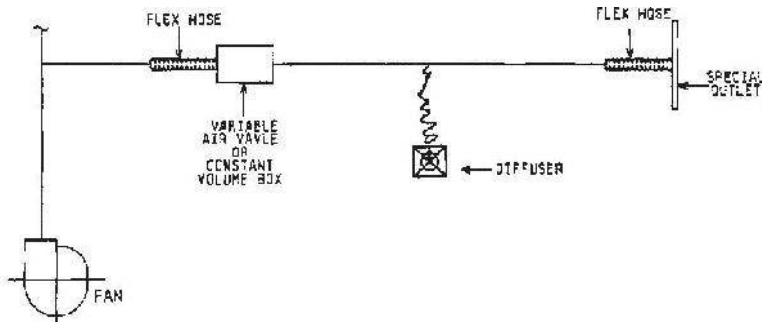 FLEX HOSE
FLEX HOSE
SPECIAL
OUTLET
VARIABLE
AIR VAVLE
OR
CONSTANT
VOLUME BOX
DIFFUSER
FAN